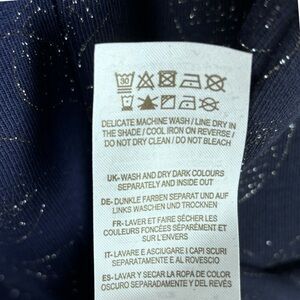 30
DELICATE MACHINE WASH / LINE DRY IN
THE SHADE / COOL IRON ON REVERSE /
DO NOT DRY CLEAN / DO NOT BLEACH
UK- WASH AND DRY DARK COLOURS
SEPARATELY AND INSIDE OUT
DE- DUNKLE FARBEN SEPARAT UND AUF
LINKS WASCHEN UND TROCKNEN
FR- LAVER ET FAIRE SÉCHER LES
COULEURS FONCÉES SÉPARÉMENT ET
SUR L'ENVERS
IT- LAVARE E ASCIUGARE I CAPI SCURI
SEPARATAMENTE E AL ROVESCIO
ES- LAVAR Y SECAR LA ROPA DE COLOR
OSCURO SEPARADAMENTE Y DEL REVÉS